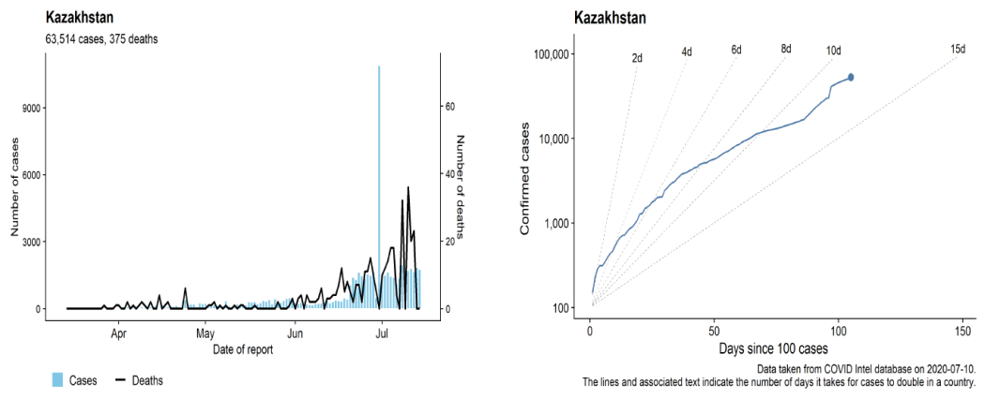 Kazakhstan
63,514 cases, 375 deaths
Number of cases
9000
6000
3000
0
60
40
20
0
Number of deaths
Apr May Jun Jul
Date of report
Cases Deaths
Kazakhstan
Confirmed cases
100,000
10,000
1,000
100
2d 4d 6d 8d 10d 15d
0 50 100 150
Days since 100 cases
Data taken from COVID Intel database on 2020-07-10.
The lines and associated text indicate the number of days it takes for cases to double in a country.